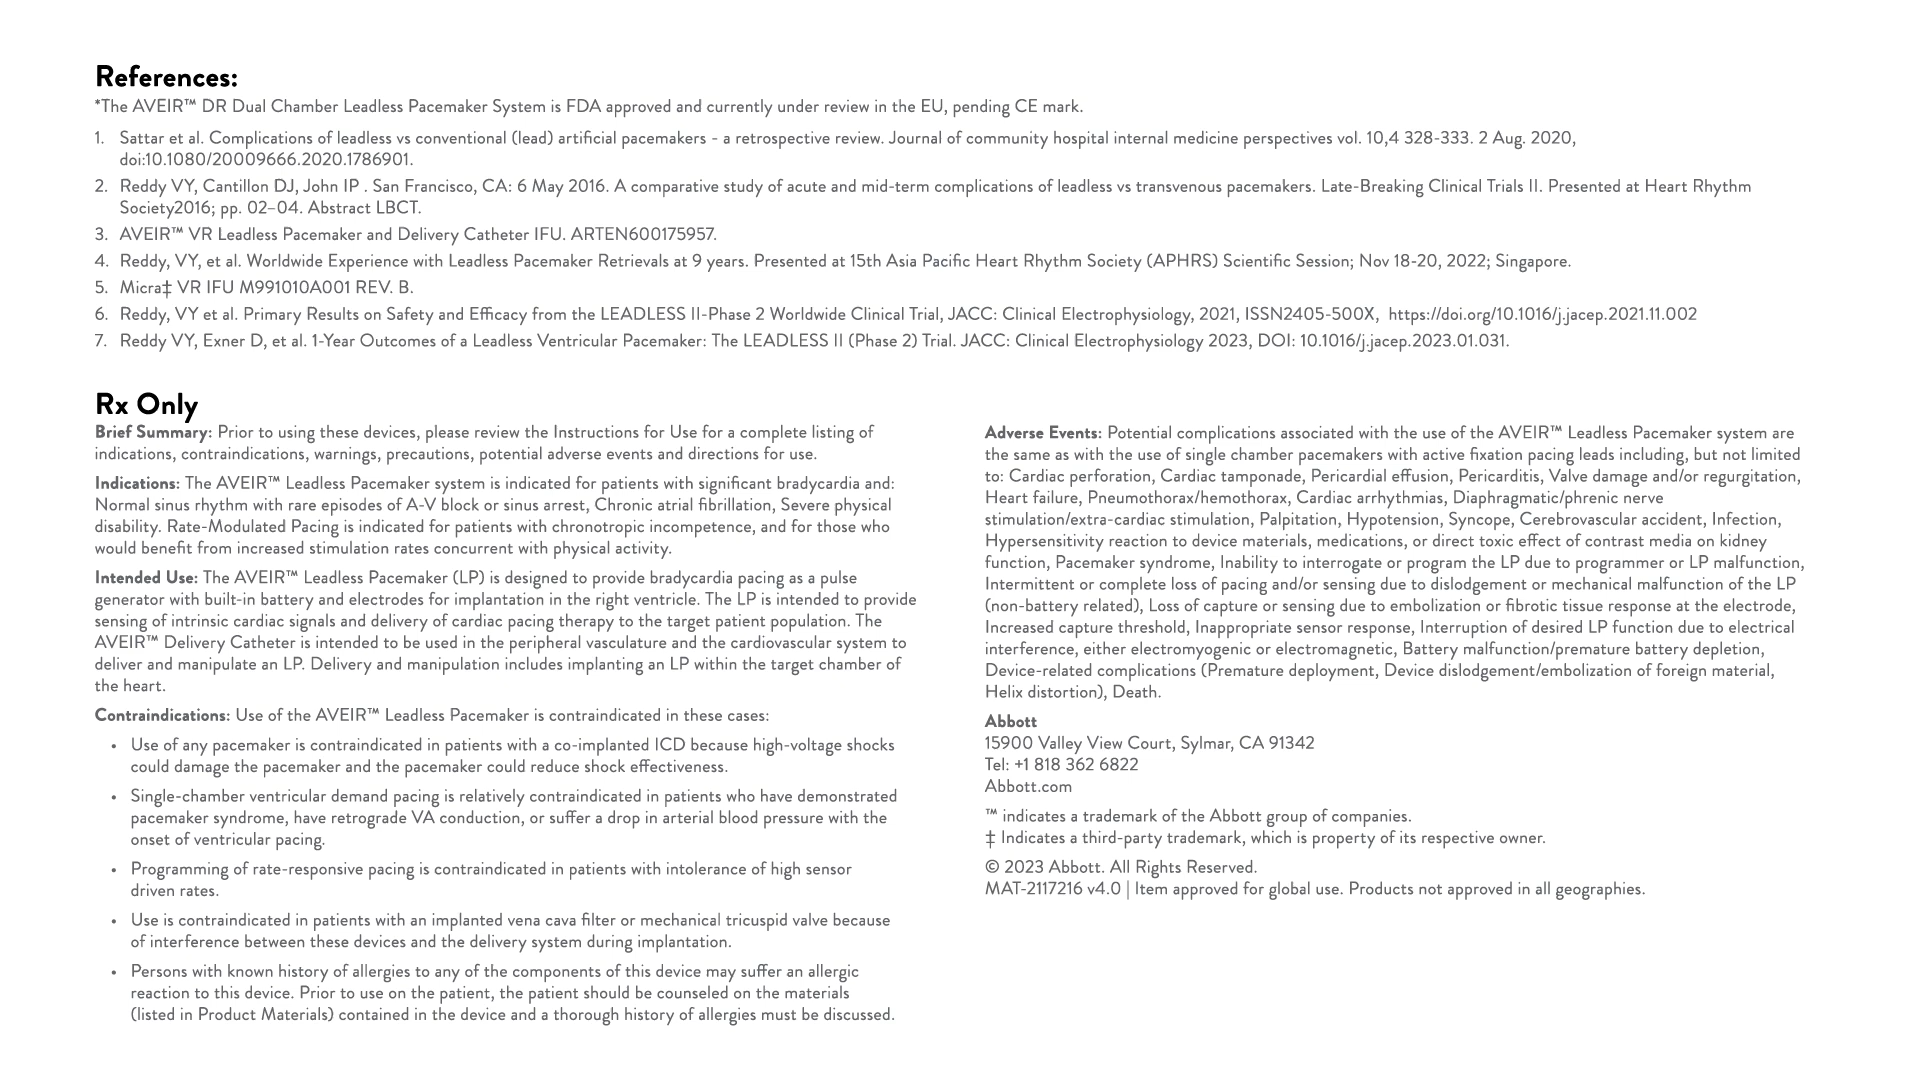 References:
*The AVEIR™ DR Dual Chamber Leadless Pacemaker System is FDA approved and currently under review in the EU, pending CE mark.
1. Sattar et al. Complications of leadless vs conventional (lead) artificial pacemakers - a retrospective review. Journal of community hospital internal medicine perspectives vol. 10,4 328-333. 2 Aug. 2020,
doi:10.1080/20009666.2020.1786901.
2. Reddy VY, Cantillon DJ, John IP . San Francisco, CA: 6 May 2016. A comparative study of acute and mid-term complications of leadless vs transvenous pacemakers. Late-Breaking Clinical Trials II. Presented at Heart Rhythm
Society2016; pp. 02–04. Abstract LBCT.
3. AVEIR™ VR Leadless Pacemaker and Delivery Catheter IFU. ARTEN600175957.
4. Reddy, VY, et al. Worldwide Experience with Leadless Pacemaker Retrievals at 9 years. Presented at 15th Asia Pacific Heart Rhythm Society (APHRS) Scientific Session; Nov 18-20, 2022; Singapore.
5. Micra‡ VR IFU M991010A001 REV. B.
6. Reddy, VY et al. Primary Results on Safety and Efficacy from the LEADLESS II-Phase 2 Worldwide Clinical Trial, JACC: Clinical Electrophysiology, 2021, ISSN2405-500X, https://doi.org/10.1016/j.jacep.2021.11.002
7. Reddy VY, Exner D, et al. 1-Year Outcomes of a Leadless Ventricular Pacemaker: The LEADLESS II (Phase 2) Trial. JACC: Clinical Electrophysiology 2023, DOI: 10.1016/j.jacep.2023.01.031.
Rx Only
Brief Summary: Prior to using these devices, please review the Instructions for Use for a complete listing of
indications, contraindications, warnings, precautions, potential adverse events and directions for use.
Indications: The AVEIR™ Leadless Pacemaker system is indicated for patients with significant bradycardia and:
Normal sinus rhythm with rare episodes of A-V block or sinus arrest, Chronic atrial fibrillation, Severe physical
disability. Rate-Modulated Pacing is indicated for patients with chronotropic incompetence, and for those who
would benefit from increased stimulation rates concurrent with physical activity.
Intended Use: The AVEIR™ Leadless Pacemaker (LP) is designed to provide bradycardia pacing as a pulse
generator with built-in battery and electrodes for implantation in the right ventricle. The LP is intended to provide
sensing of intrinsic cardiac signals and delivery of cardiac pacing therapy to the target patient population. The
AVEIR™ Delivery Catheter is intended to be used in the peripheral vasculature and the cardiovascular system to
deliver and manipulate an LP. Delivery and manipulation includes implanting an LP within the target chamber of
the heart.
Contraindications: Use of the AVEIR™ Leadless Pacemaker is contraindicated in these cases:
• Use of any pacemaker is contraindicated in patients with a co-implanted ICD because high-voltage shocks
could damage the pacemaker and the pacemaker could reduce shock effectiveness.
• Single-chamber ventricular demand pacing is relatively contraindicated in patients who have demonstrated
pacemaker syndrome, have retrograde VA conduction, or suffer a drop in arterial blood pressure with the
onset of ventricular pacing.
• Programming of rate-responsive pacing is contraindicated in patients with intolerance of high sensor
driven rates.
• Use is contraindicated in patients with an implanted vena cava filter or mechanical tricuspid valve because
of interference between these devices and the delivery system during implantation.
• Persons with known history of allergies to any of the components of this device may suffer an allergic
reaction to this device. Prior to use on the patient, the patient should be counseled on the materials
(listed in Product Materials) contained in the device and a thorough history of allergies must be discussed.
Adverse Events: Potential complications associated with the use of the AVEIR™ Leadless Pacemaker system are
the same as with the use of single chamber pacemakers with active fixation pacing leads including, but not limited
to: Cardiac perforation, Cardiac tamponade, Pericardial effusion, Pericarditis, Valve damage and/or regurgitation,
Heart failure, Pneumothorax/hemothorax, Cardiac arrhythmias, Diaphragmatic/phrenic nerve
stimulation/extra-cardiac stimulation, Palpitation, Hypotension, Syncope, Cerebrovascular accident, Infection,
Hypersensitivity reaction to device materials, medications, or direct toxic effect of contrast media on kidney
function, Pacemaker syndrome, Inability to interrogate or program the LP due to programmer or LP malfunction,
Intermittent or complete loss of pacing and/or sensing due to dislodgement or mechanical malfunction of the LP
(non-battery related), Loss of capture or sensing due to embolization or fibrotic tissue response at the electrode,
Increased capture threshold, Inappropriate sensor response, Interruption of desired LP function due to electrical
interference, either electromyogenic or electromagnetic, Battery malfunction/premature battery depletion,
Device-related complications (Premature deployment, Device dislodgement/embolization of foreign material,
Helix distortion), Death.
Abbott
15900 Valley View Court, Sylmar, CA 91342
Tel: +1 818 362 6822
Abbott.com
™ indicates a trademark of the Abbott group of companies.
‡ Indicates a third-party trademark, which is property of its respective owner.
© 2023 Abbott. All Rights Reserved.
MAT-2117216 v4.0 | Item approved for global use. Products not approved in all geographies.